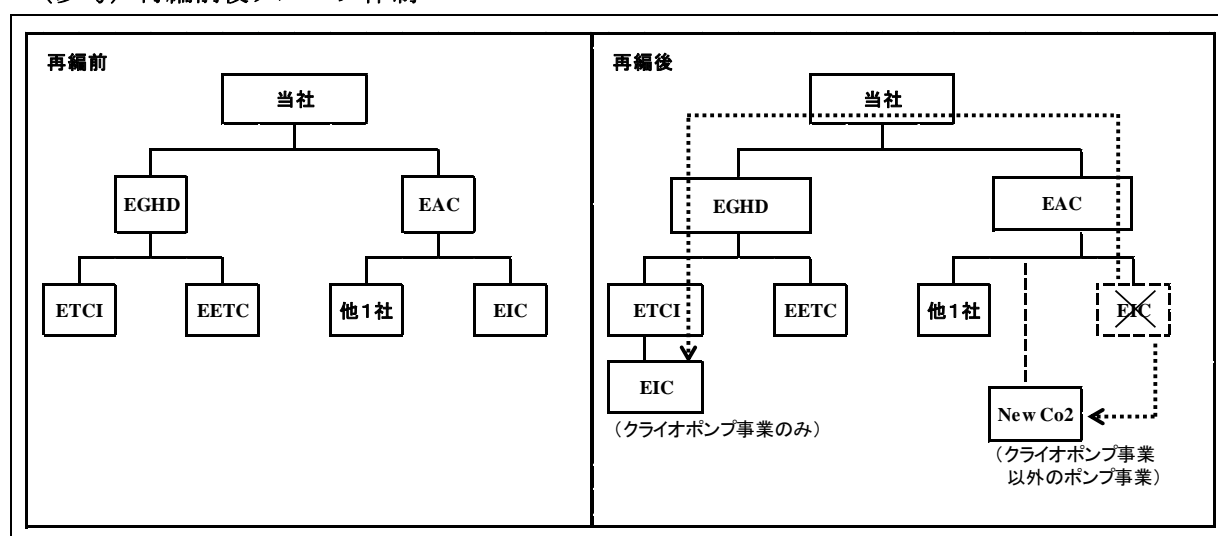 再編前
当社
EGHD
EAC
ETCI
EETC
他1社
EIC
再編後
当社
EGHD
EAC
ETCI
EETC
他1社
EIC
EIC
（クライオポンプ事業のみ）
New Co2
（クライオポンプ事業
以外のポンプ事業）